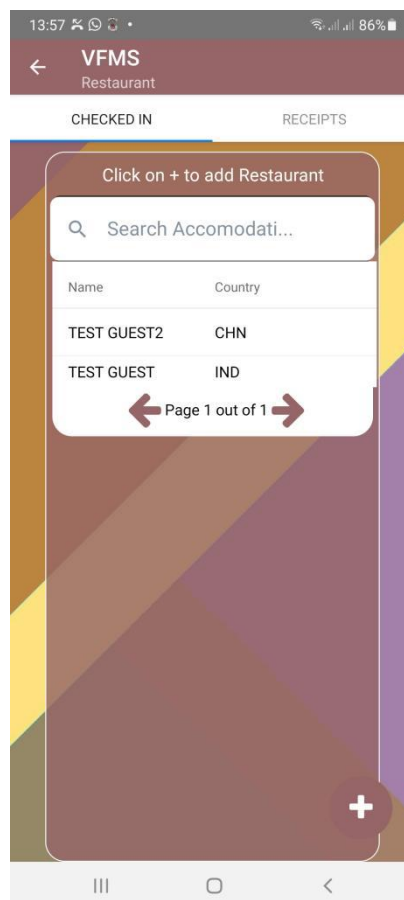 13:57 86%
VFMS
Restaurant
CHECKED IN RECEIPTS
Click on + to add Restaurant
Search Accomodati...
Name Country
TEST GUEST2 CHN
TEST GUEST IND
Page 1 out of 1